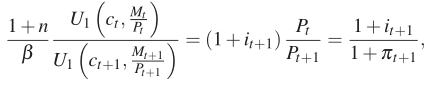 \frac{1+n}{\beta} \frac{U_1\left(c_t, \frac{M_t}{P_t}\right)}{U_1\left(c_{t+1}, \frac{M_{t+1}}{P_{t+1}}\right)} = (1+i_{t+1}) \frac{P_t}{P_{t+1}} = \frac{1+i_{t+1}}{1+\pi_{t+1}},